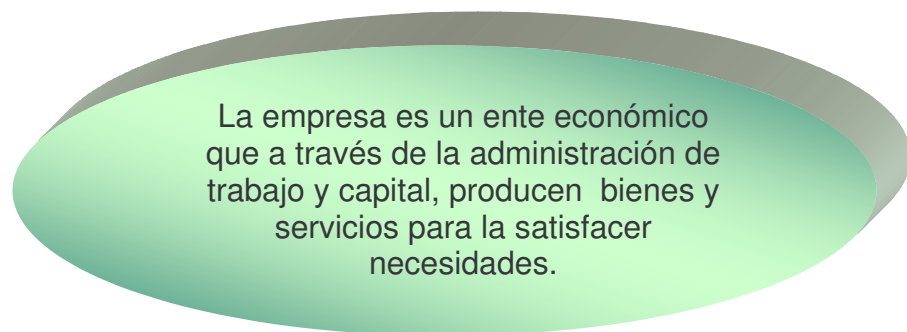 La empresa es un ente económico
que a través de la administración de
trabajo y capital, producen  bienes y
servicios para la satisfacer
necesidades.